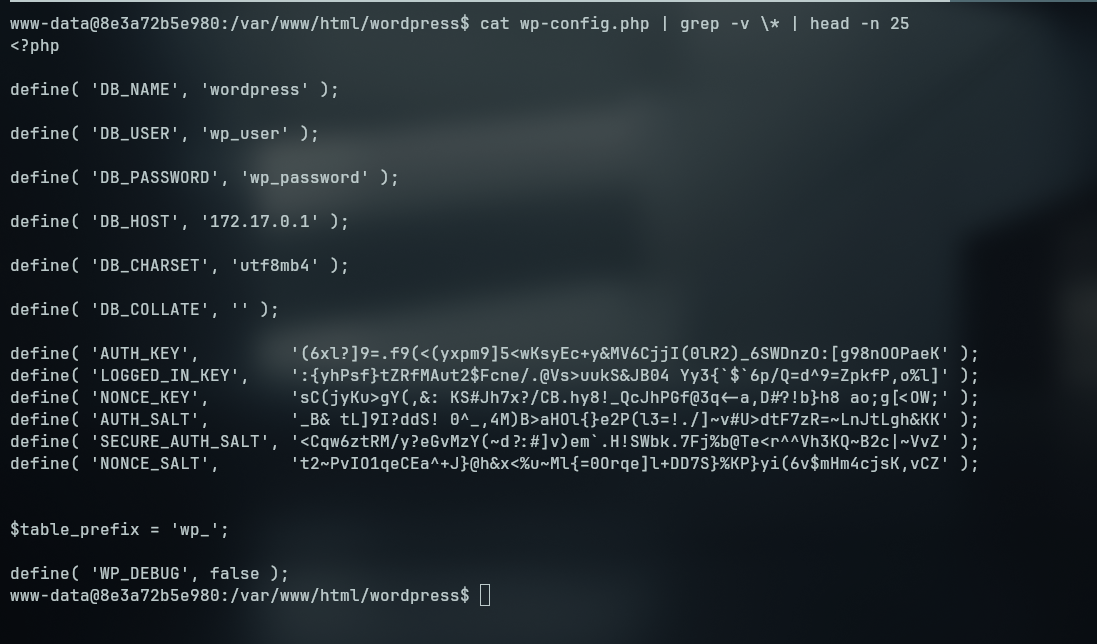 www-data@8e3a72b5e980:/var/www/html/wordpress$ cat wp-config.php | grep -v \* | head -n 25
<?php
define( 'DB_NAME', 'wordpress' );
define( 'DB_USER', 'wp_user' );
define( 'DB_PASSWORD', 'wp_password' );
define( 'DB_HOST', '172.17.0.1' );
define( 'DB_CHARSET', 'utf8mb4' );
define( 'DB_COLLATE', '' );
define( 'AUTH_KEY',         '(6xl?]9=.f9(<(yxpm9]5<wKsyEc+y&MV6CjjI(0lR2)_6SWDnzO:[g98nOOPaeK' );
define( 'LOGGED_IN_KEY',    ':{yhPsf}tZRfMAut2$Fcne/.@Vs>uukS&JB04 Yy3{`$`6p/Q=d^9=ZpkfP,o%l]' );
define( 'NONCE_KEY',        'sC(jyKu>gY(,&: KS#Jh7x?/CB.hy8!_QcJhPGf@3q<-a,D#?!b}h8 ao;g[<OW;' );
define( 'AUTH_SALT',        '_B& tL]9I?ddS! 0^_,4M)B>aHOl{}e2P(l3=!./]~v#U>dtF7zR=~LnJtLgh&KK' );
define( 'SECURE_AUTH_SALT', '<Cqw6ztRM/y?eGvMzY(~d?:#]v)em`.H!SWbk.7Fj%b@Te<r^^Vh3KQ~B2c|~VvZ' );
define( 'NONCE_SALT',       't2~PvIO1qeCEa^+J}@h&x<%u~Ml{=0Orqe]l+DD7S}%KP}yi(6v$mHm4cjsK,vCZ' );
$table_prefix = 'wp_';
define( 'WP_DEBUG', false );
www-data@8e3a72b5e980:/var/www/html/wordpress$